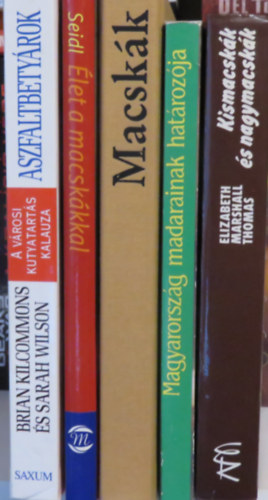 BRIAN KILCOMMONS
ÉS SARAH WILSON
A VÁROSI
KUTYATARTÁS
KALAUZA
ASZFALTBETYÁROK
SAXUM
Seidl Élet a macskákkal
m
Macskák
Magyarország madarainak határozója
ELIZABETH
MARSHALL
THOMAS
Kismacskák
és nagymacskák